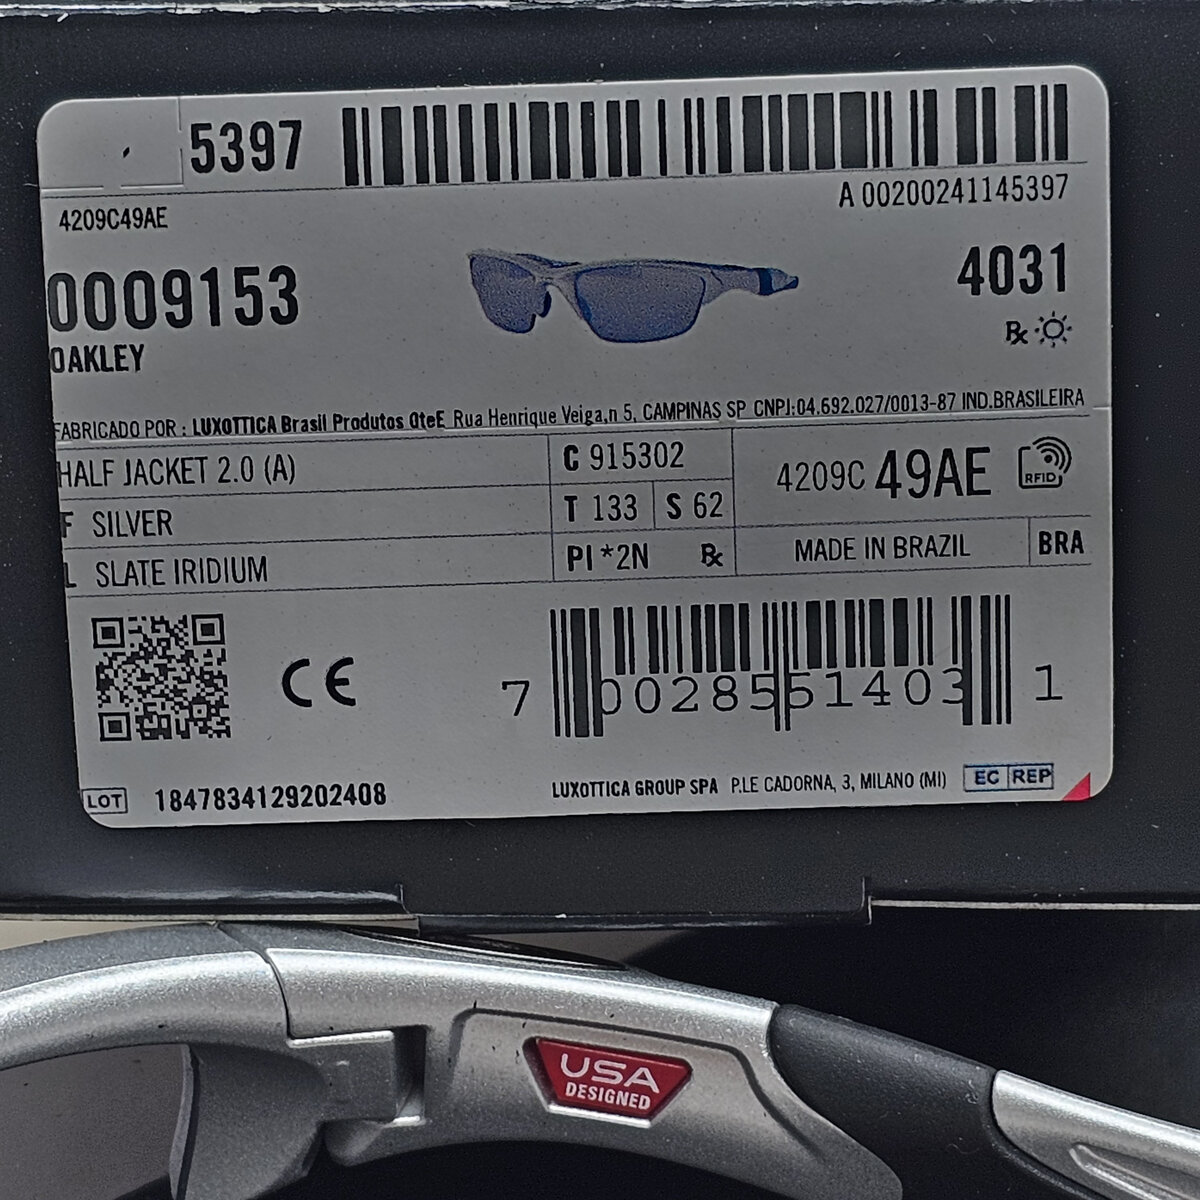 5397
A 00200241145397
4209C49AE
0009153
4031
OAKLEY
Rx
FABRICADO POR : LUXOTTICA Brasil Produtos OteE Rua Henrique Veiga,n 5, CAMPINAS SP CNPJ:04.692.027/0013-87 IND.BRASILEIRA
HALF JACKET 2.0 (A)
C 915302
4209C 49AE
RFID
F SILVER
T 133 S 62
L SLATE IRIDIUM
PI *2N Rx
MADE IN BRAZIL
BRA
CE
7 00285 61403 1
LOT 1847834129202408
LUXOTTICA GROUP SPA P.LE CADORNA, 3, MILANO (MI) EC REP
USA
DESIGNED